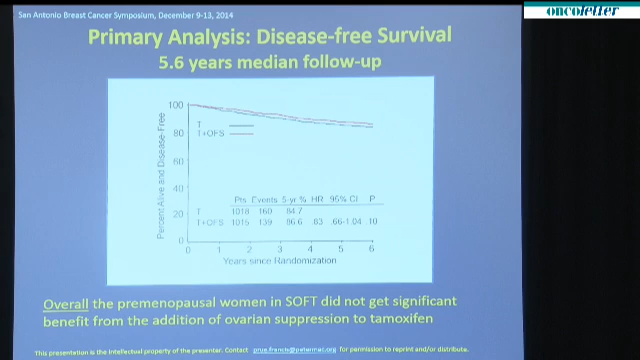 San Antonio Breast Cancer Symposium, December 9-13, 2014
oncoletter
Primary Analysis: Disease-free Survival
5.6 years median follow-up
Percent Alive and Disease-Free
100
80
60
40
20
0
T
T+OFS
Pts Events 5-yr % HR 95% CI P
T 1018 160 84.7
T+OFS 1015 139 86.6 .83 .66-1.04 .10
0 1 2 3 4 5 6
Years since Randomization
Overall the premenopausal women in SOFT did not get significant
benefit from the addition of ovarian suppression to tamoxifen
This presentation is the intellectual property of the presenter. Contact prue.francis@petermac.org for permission to reprint and/or distribute.